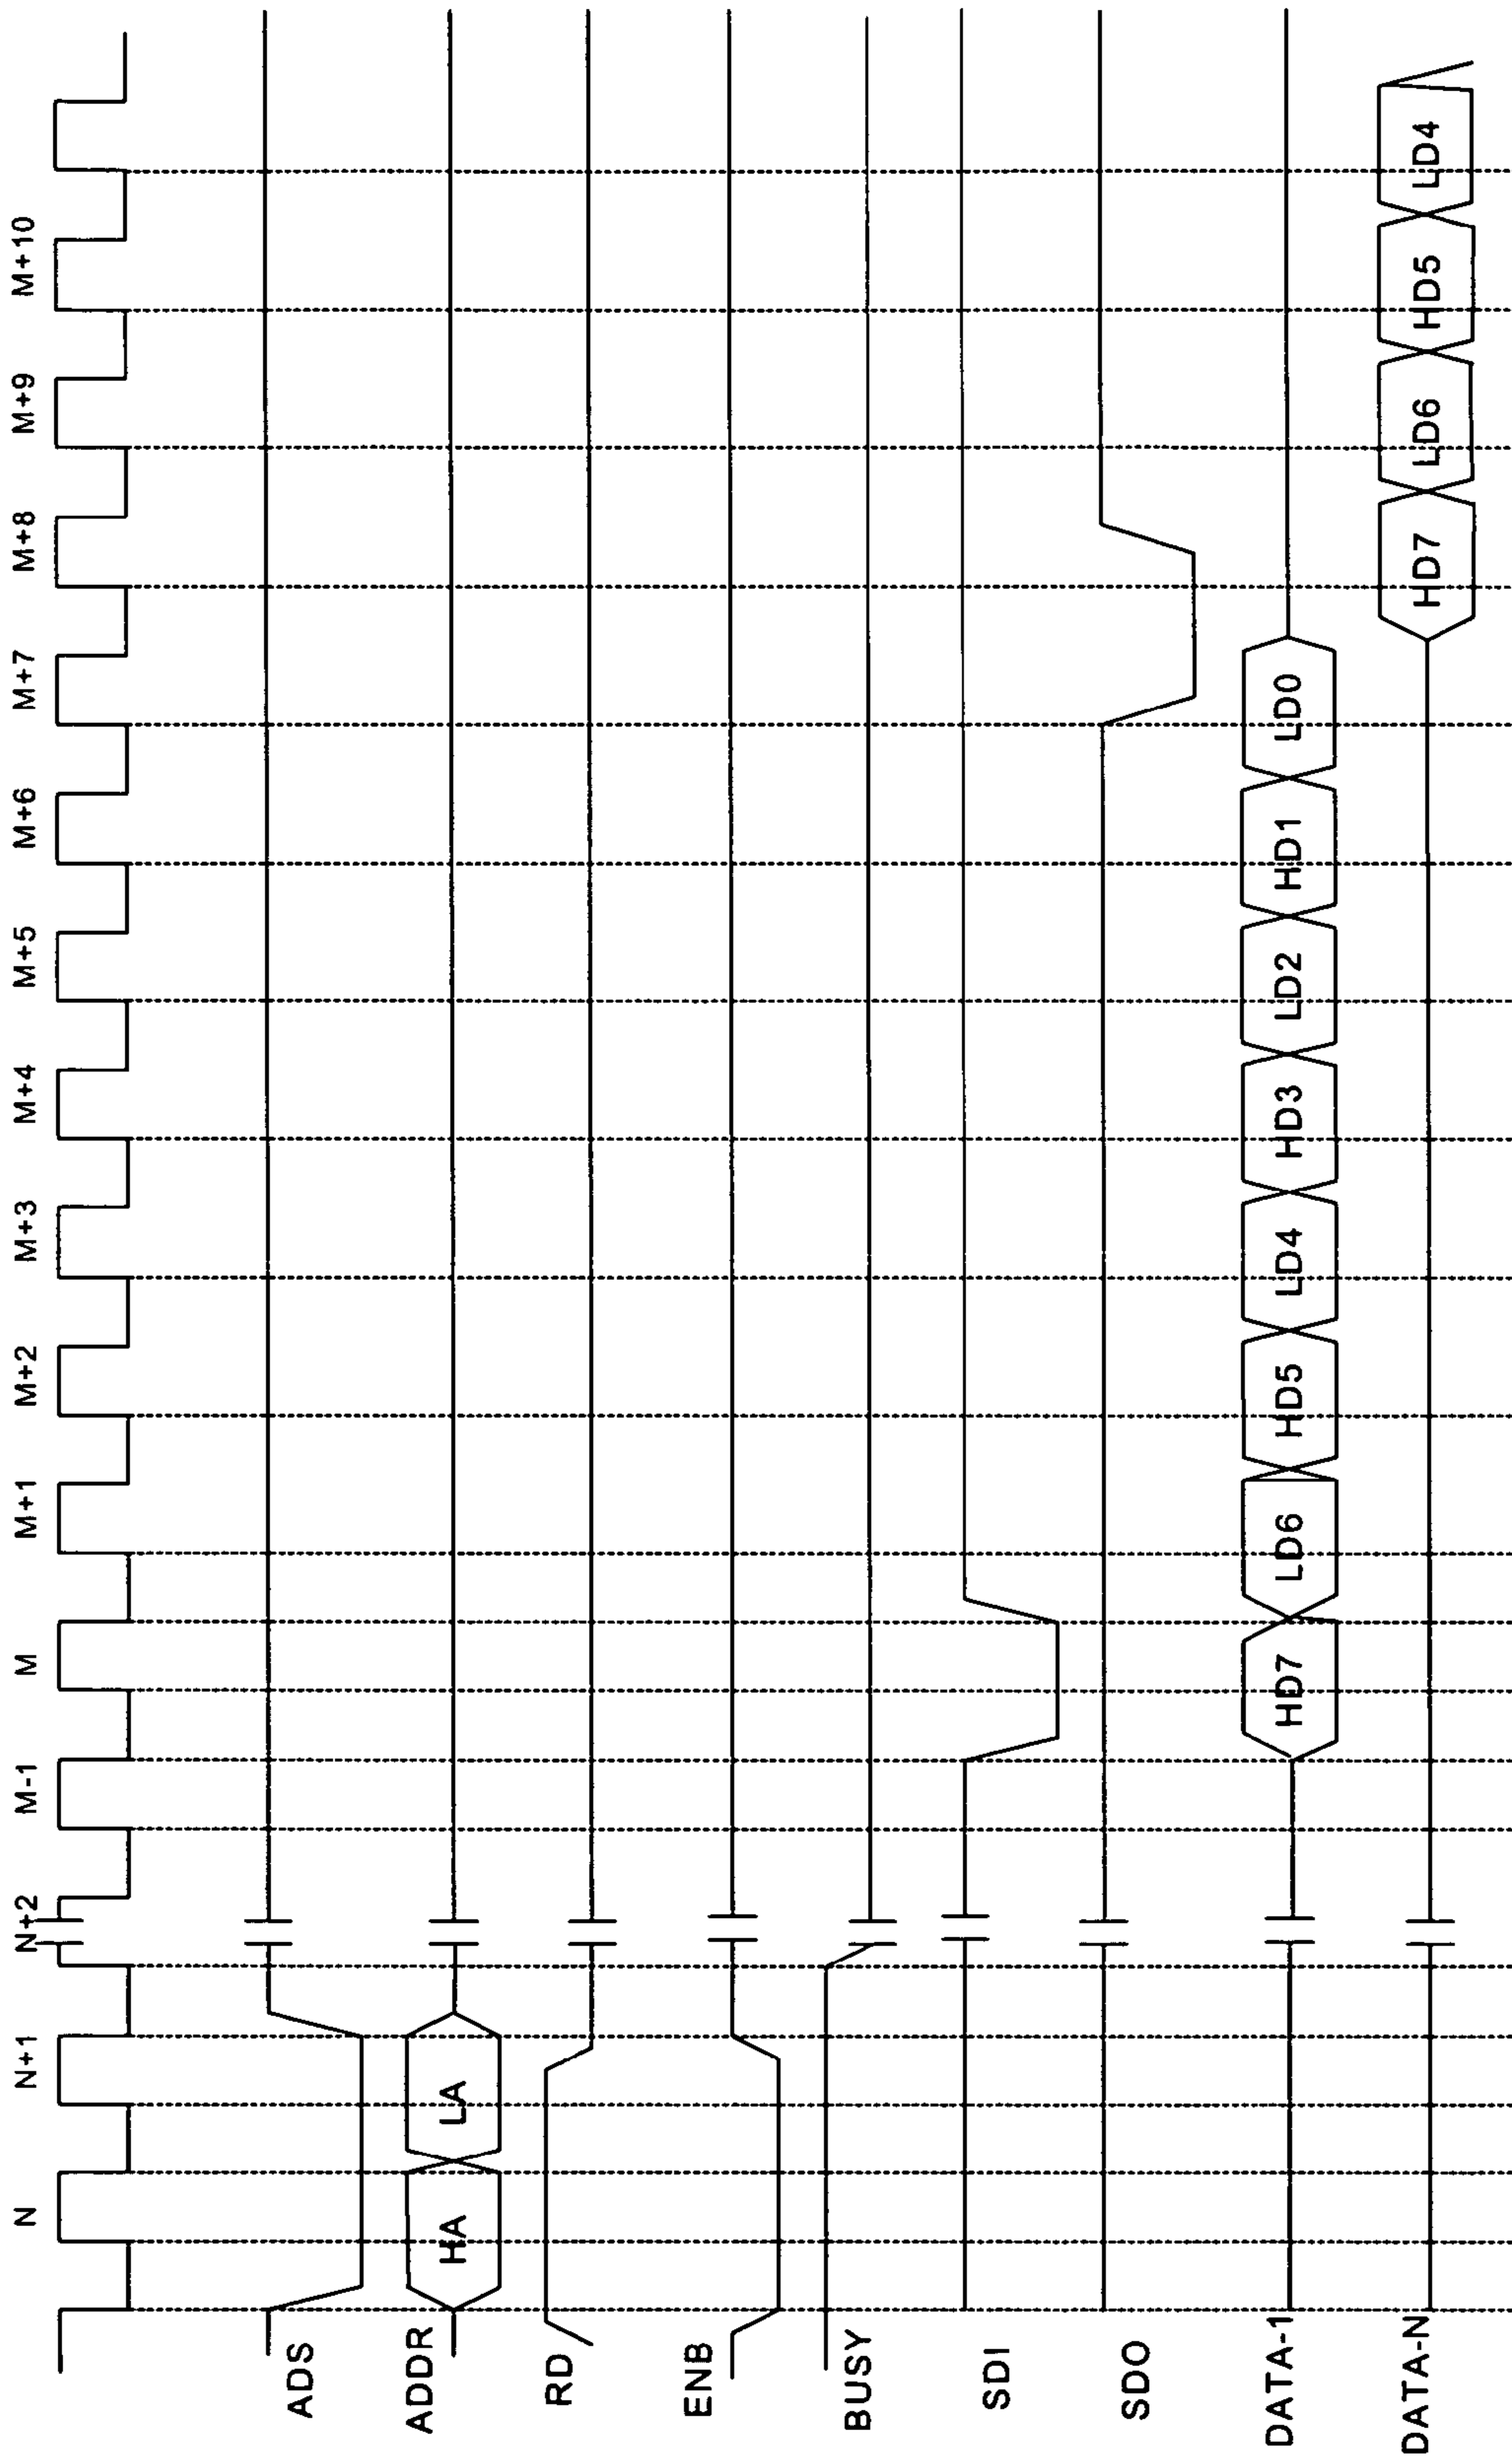 N N+1 N+2 M-1 M M+1 M+2 M+3 M+4 M+5 M+6 M+7 M+8 M+9 M+10
ADS
ADDR HA LA
RD
ENB
BUSY
SDI
SDO
DATA-1 HD7 LD6 HD5 LD4 HD3 LD2 HD1 LD0
DATA-N HD7 LD6 HD5 LD4